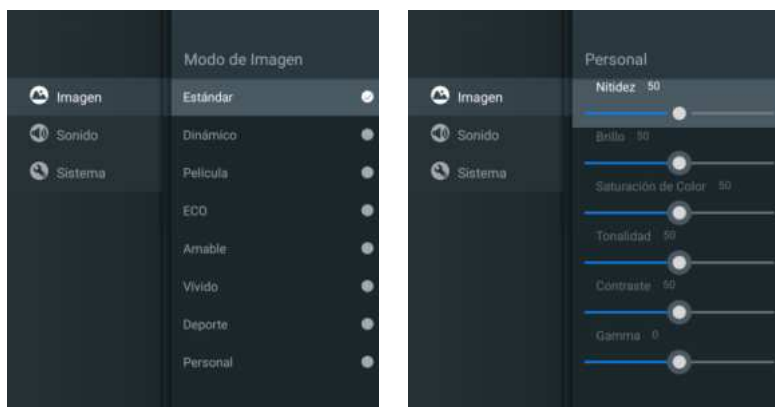 Modo de Imagen
Imagen
Estándar
Sonido
Dinámico
Sistema
Película
ECO
Amable
Vívido
Deporte
Personal
Personal
Nitidez 50
Imagen
Sonido
Brillo 50
Sistema
Saturación de Color 50
Tonalidad 50
Contraste 50
Gamma 0